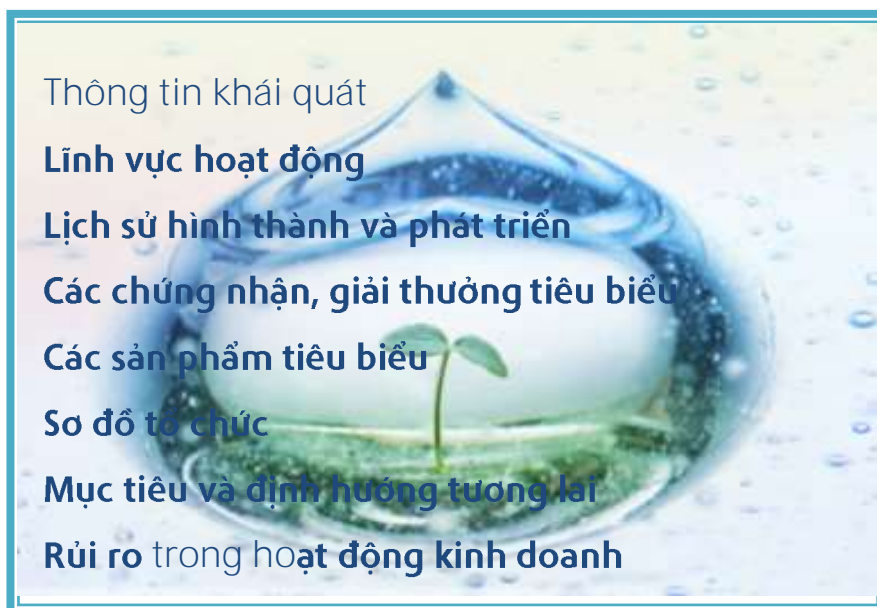 Thông tin khái quát
Lĩnh vực hoạt động
Lịch sử hình thành và phát triển
Các chứng nhận, giải thưởng tiêu biểu
Các sản phẩm tiêu biểu
Sơ đồ tổ chức
Mục tiêu và định hướng tương lai
Rủi ro trong hoạt động kinh doanh